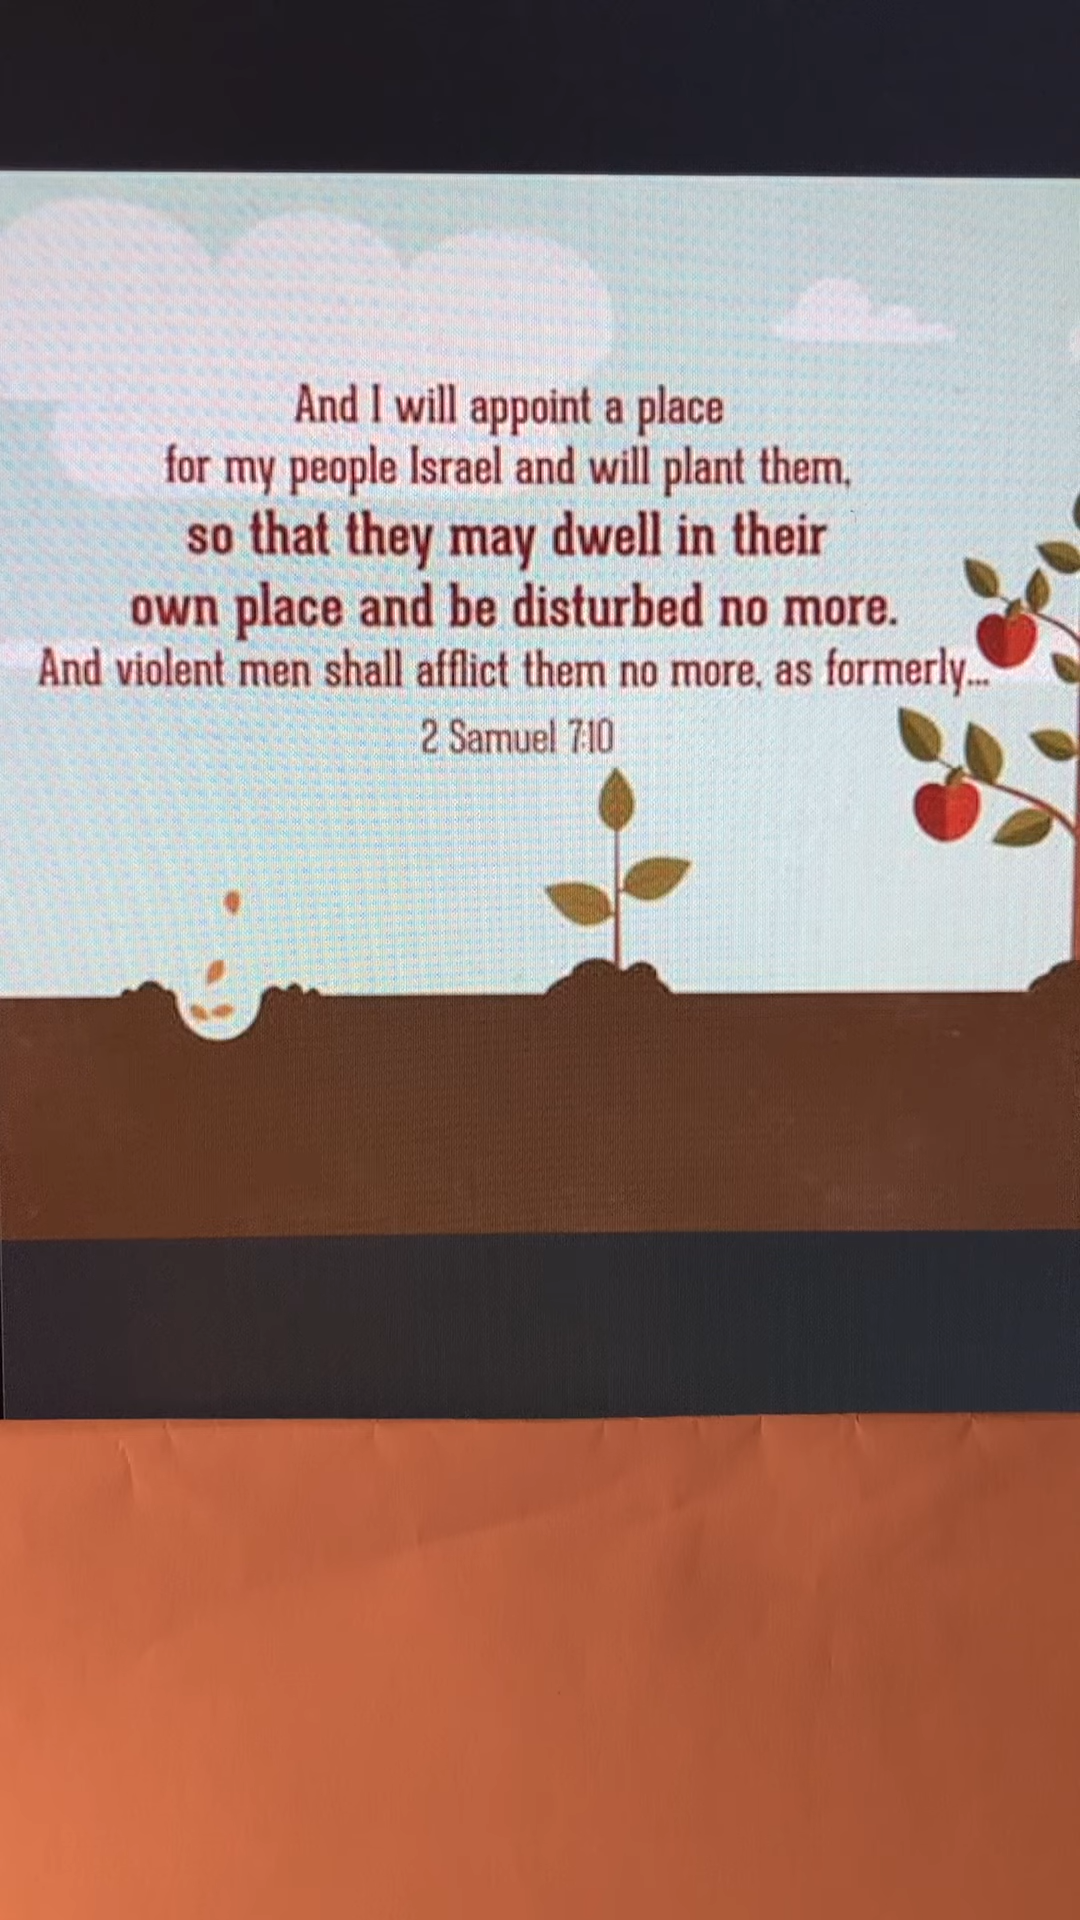 And I will appoint a place
for my people Israel and will plant them,
so that they may dwell in their
own place and be disturbed no more.
And violent men shall afflict them no more, as formerly...
2 Samuel 7:10